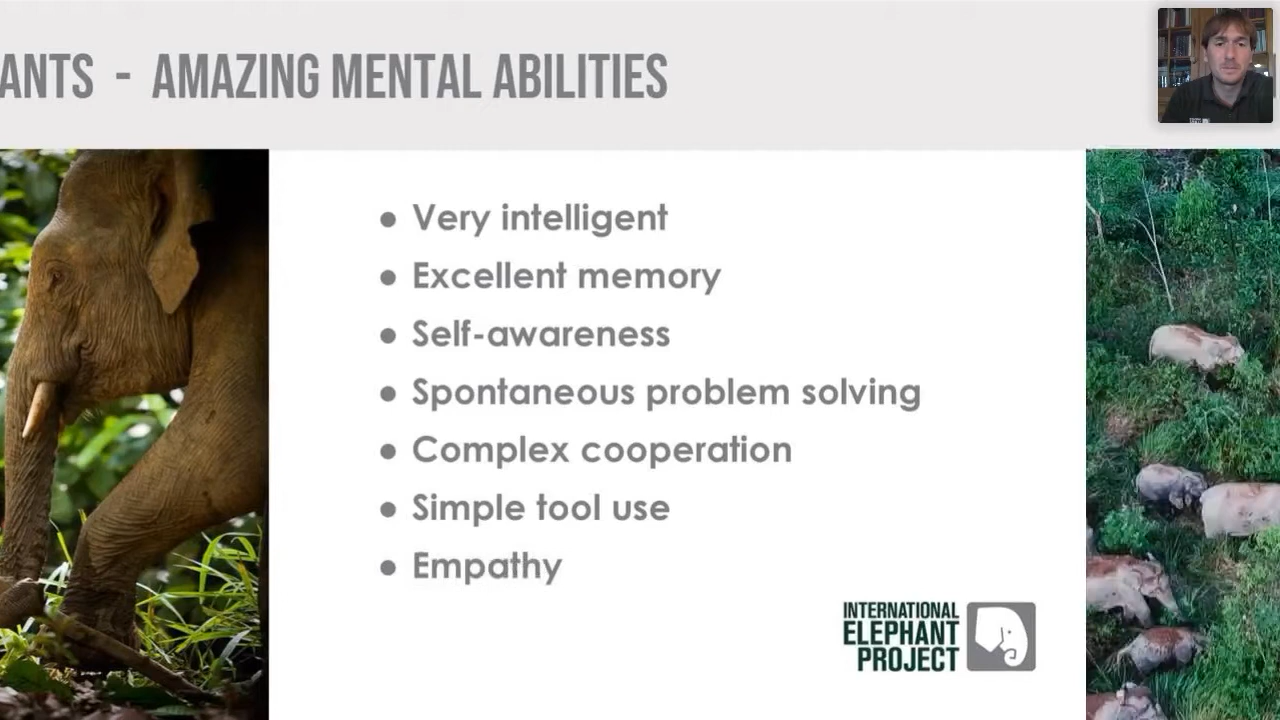 ANTS - AMAZING MENTAL ABILITIES
● Very intelligent
● Excellent memory
● Self-awareness
● Spontaneous problem solving
● Complex cooperation
● Simple tool use
● Empathy
INTERNATIONAL
ELEPHANT
PROJECT